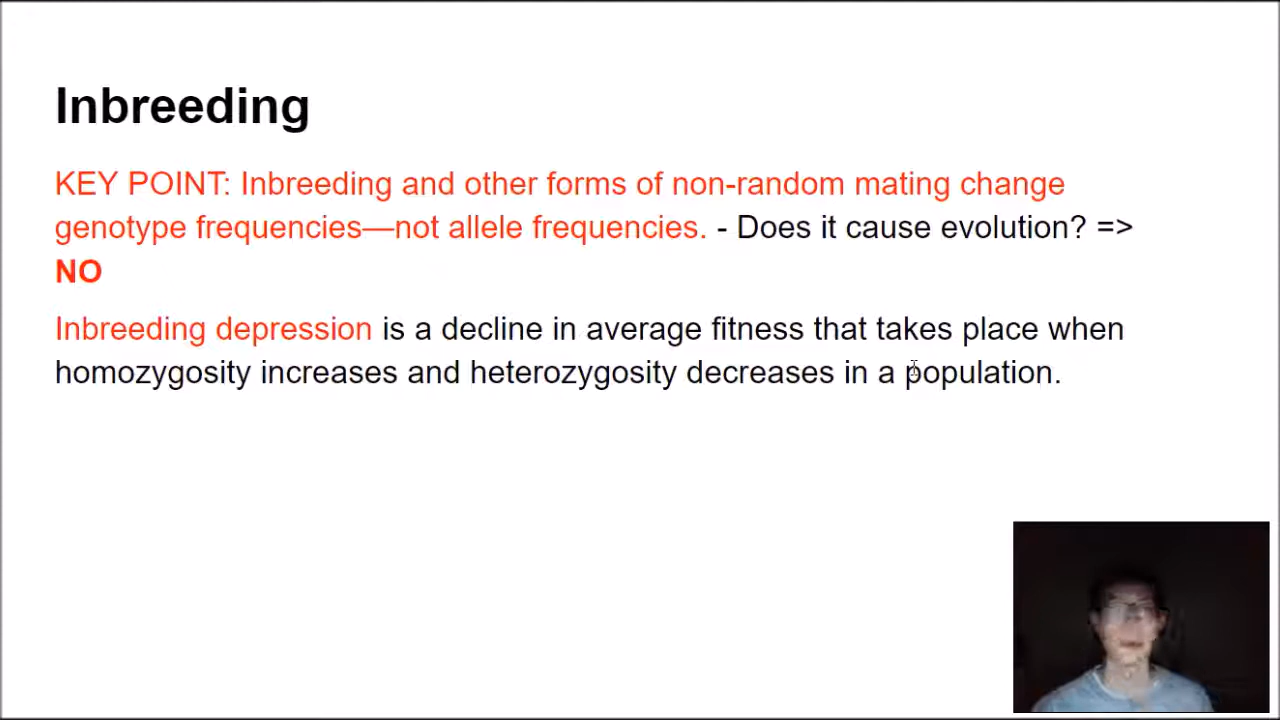 Inbreeding
KEY POINT: Inbreeding and other forms of non-random mating change
genotype frequencies—not allele frequencies. - Does it cause evolution? =>
NO
Inbreeding depression is a decline in average fitness that takes place when
homozygosity increases and heterozygosity decreases in a population.